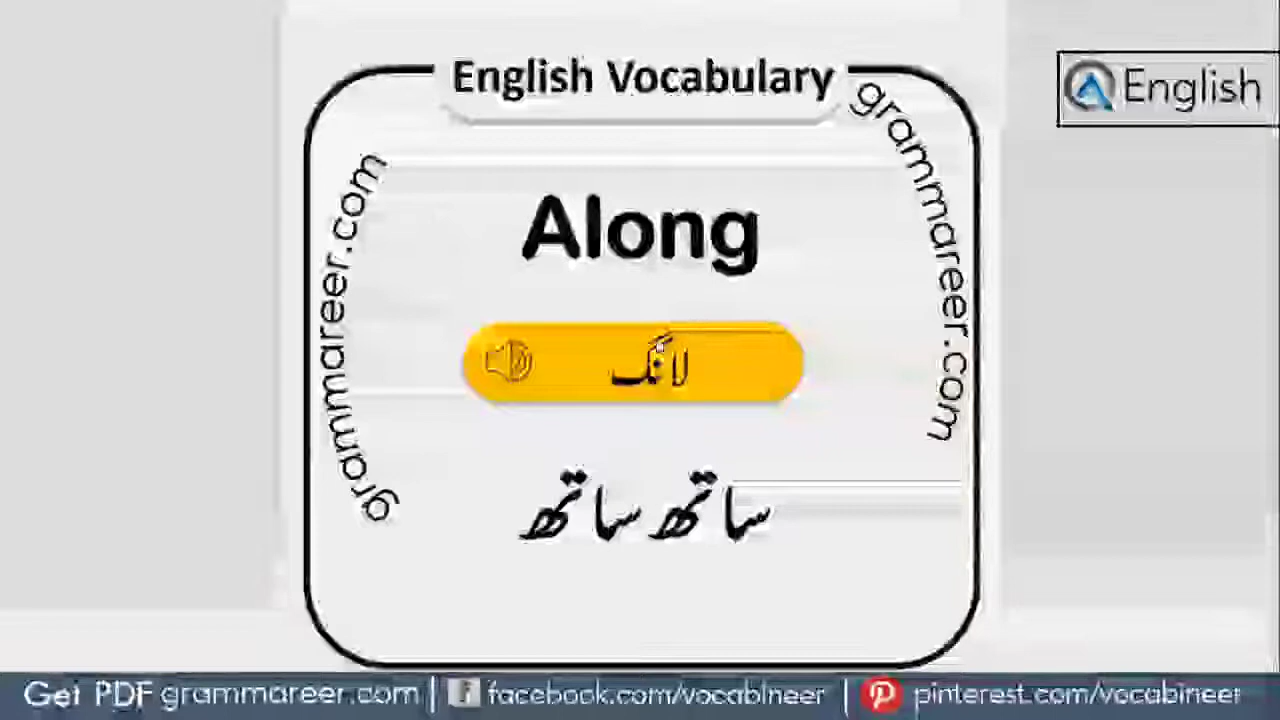 English Vocabulary
English
grammareer.com
grammareer.com
Along
لانگ
ساتھ ساتھ
Get PDF grammareer.com | facebook.com/vocabineer | pinterest.com/vocabineer